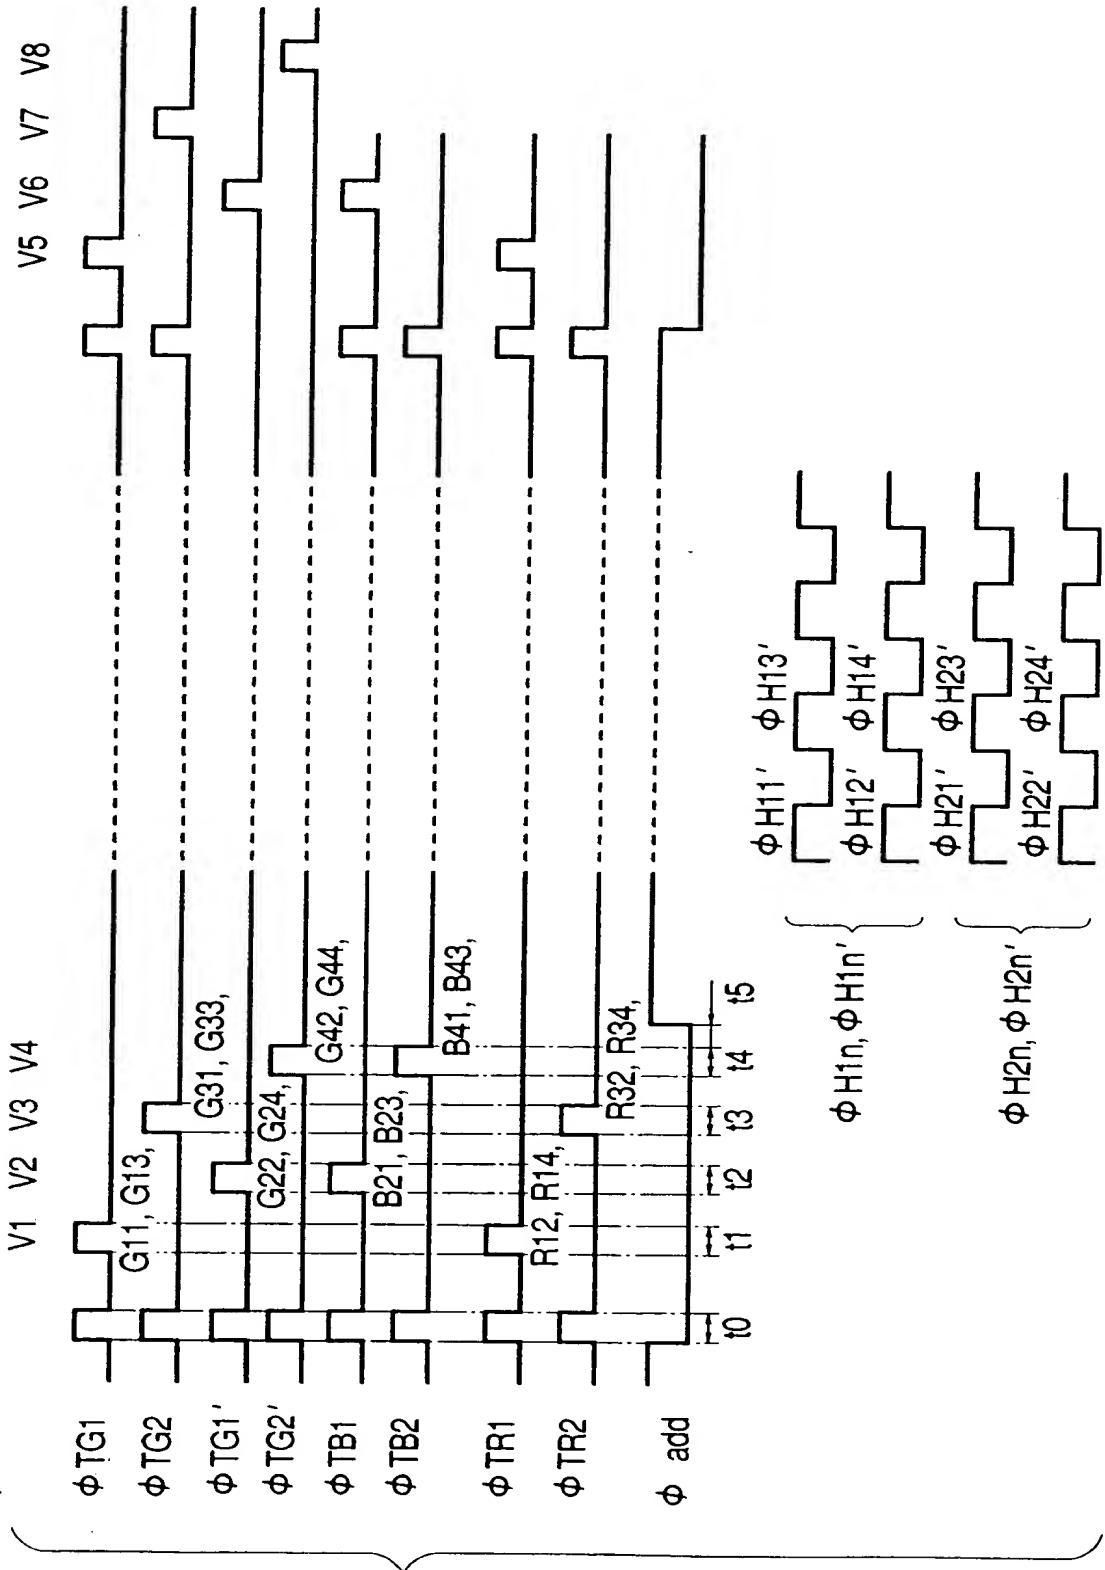 V1 V2 V3 V4 V5 V6 V7 V8
φTG1
G11, G13,
φTG2
G31, G33,
φTG1'
G22, G24,
φTG2'
G42, G44,
φTB1
B21, B23,
φTB2
B41, B43,
φTR1
R12, R14,
φTR2
R32, R34,
φ add
t0 t1 t2 t3 t4 t5
φH1n, φH1n'
φH11' φH13'
φH12' φH14'
φH2n, φH2n'
φH21' φH23'
φH22' φH24'